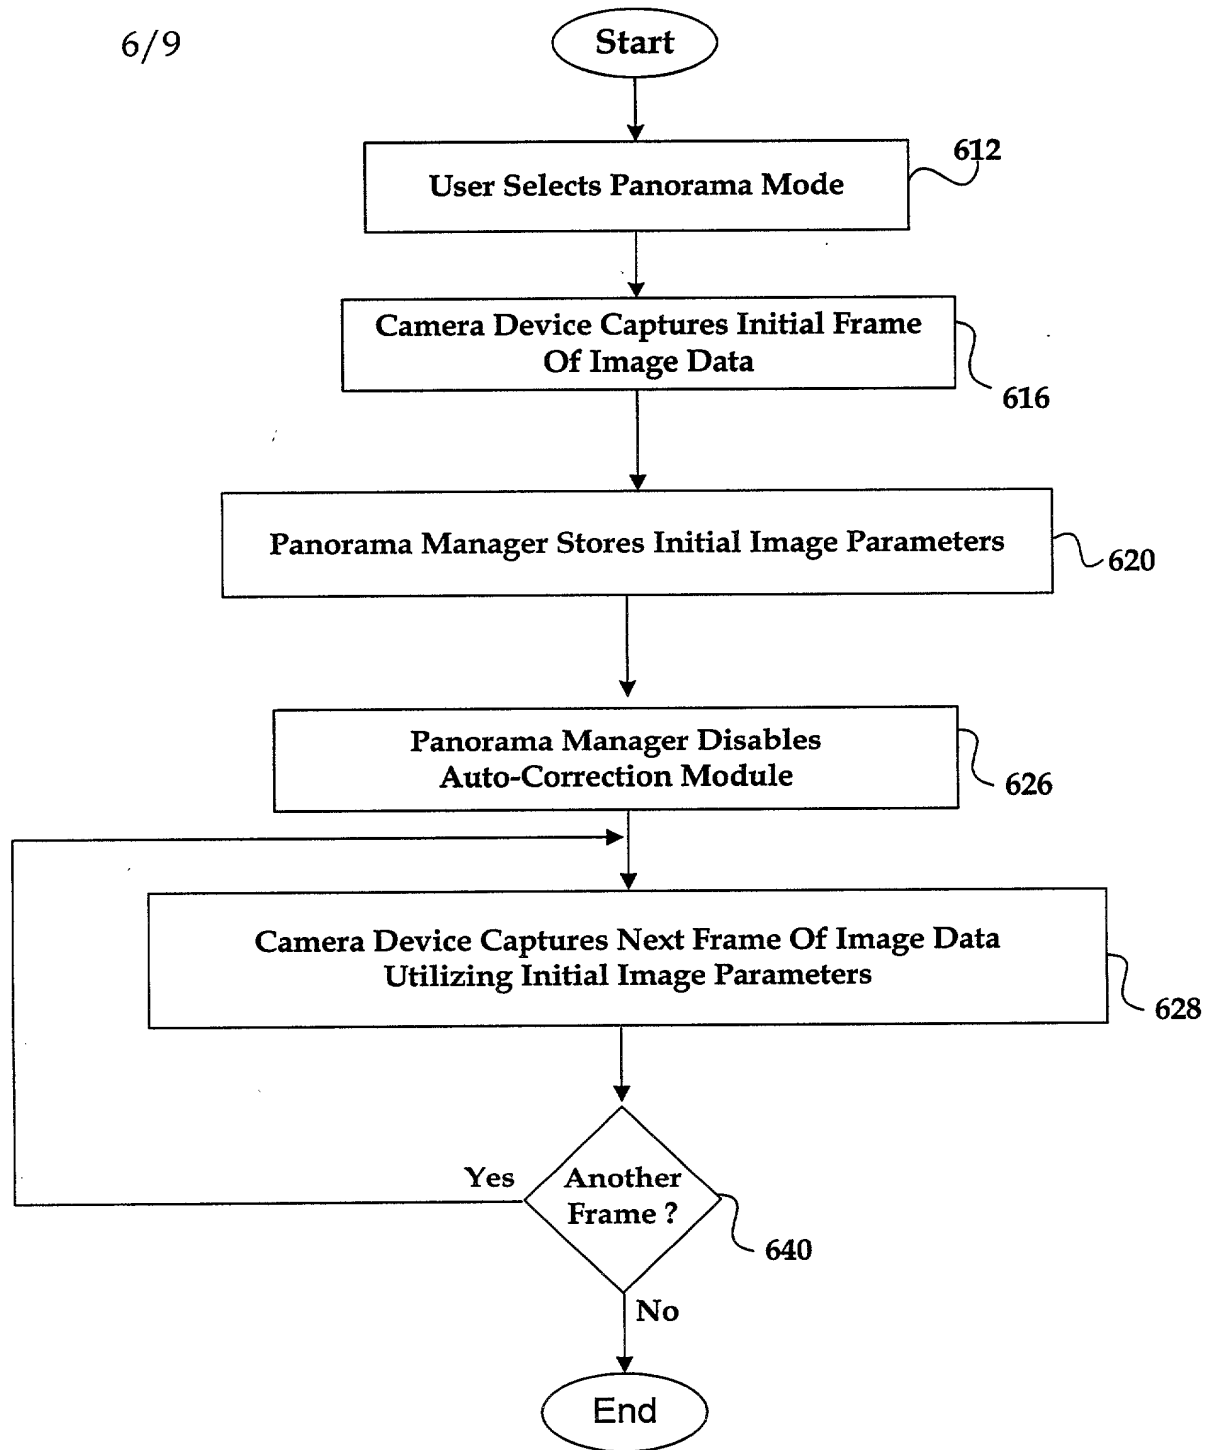 6/9
Start
612
User Selects Panorama Mode
Camera Device Captures Initial Frame
Of Image Data
616
Panorama Manager Stores Initial Image Parameters
620
Panorama Manager Disables
Auto-Correction Module
626
Camera Device Captures Next Frame Of Image Data
Utilizing Initial Image Parameters
628
Yes
Another
Frame ?
640
No
End